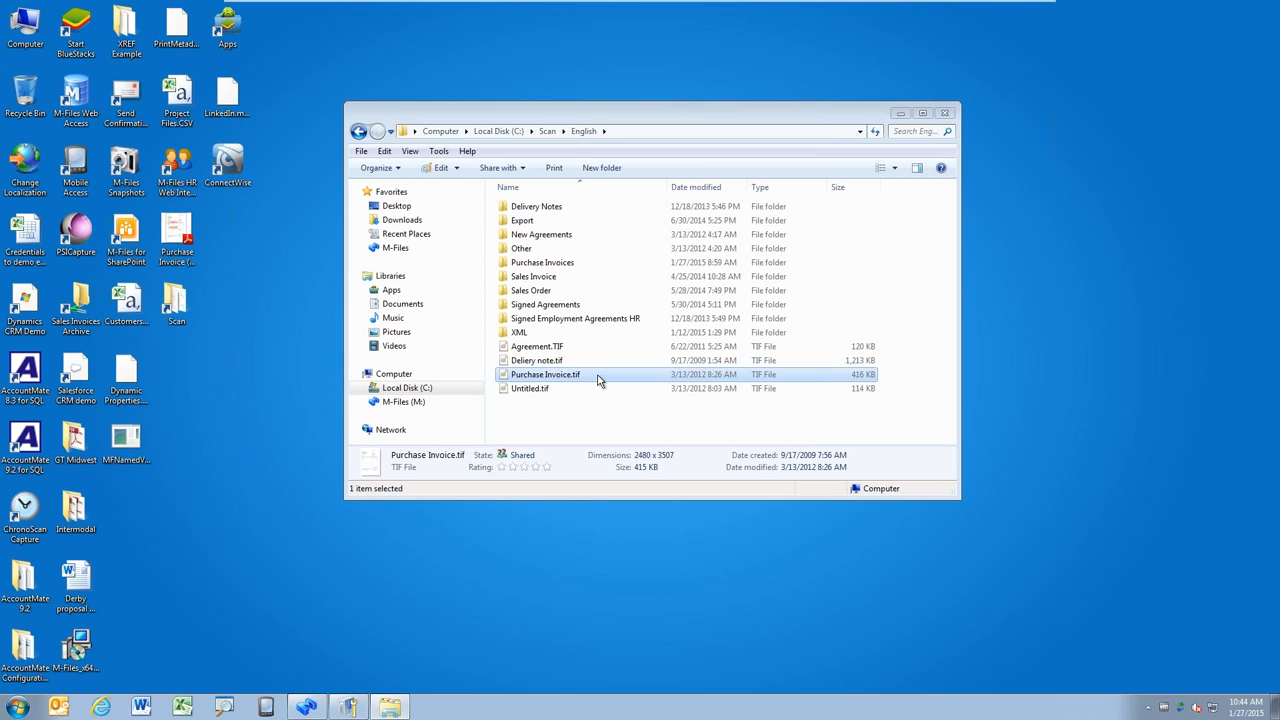 Computer
Start
BlueStacks
XREF
Example
PrintMetad...
Apps
Recycle Bin
M-Files Web
Access
Send
Confirmati...
Project
Files.CSV
LinkedIn.m...
Change
Localization
Mobile
Access
M-Files
Snapshots
M-Files HR
Web Inte...
ConnectWise
Credentials
to demo e...
PSICapture
M-Files for
SharePoint
Purchase
Invoice (...
Dynamics
CRM Demo
Sales Invoices
Archive
Customers...
Scan
AccountMate
8.3 for SQL
Salesforce
CRM demo
Dynamic
Properties....
AccountMate
9.2 for SQL
GT Midwest
MFNamedV...
ChronoScan
Capture
Intermodal
AccountMate
9.2
Derby
proposal ...
AccountMate
Configurati...
M-Files_x64...
Computer
Local Disk (C:)
Scan
English
Search Eng...
File Edit View Tools Help
Organize Edit Share with Print New folder
Favorites
Desktop
Downloads
Recent Places
M-Files
Libraries
Apps
Documents
Music
Pictures
Videos
Computer
Local Disk (C:)
M-Files (M:)
Network
Name Date modified Type Size
Delivery Notes 12/18/2013 5:46 PM File folder
Export 6/30/2014 5:25 PM File folder
New Agreements 3/13/2012 4:17 AM File folder
Other 3/13/2012 4:20 AM File folder
Purchase Invoices 1/27/2015 8:59 AM File folder
Sales Invoice 4/25/2014 10:28 AM File folder
Sales Order 5/28/2014 7:49 PM File folder
Signed Agreements 5/30/2014 5:11 PM File folder
Signed Employment Agreements HR 3/13/2012 4:20 AM File folder
XML 1/12/2015 1:29 PM File folder
Agreement.TIF 6/22/2011 5:25 AM TIF File 120 KB
Deliery note.tif 9/17/2009 1:54 AM TIF File 1,213 KB
Purchase Invoice.tif 3/13/2012 8:26 AM TIF File 416 KB
Untitled.tif 3/13/2012 8:03 AM TIF File 114 KB
Purchase Invoice.tif State: Shared Dimensions: 2480 x 3507 Date created: 9/17/2009 7:56 AM
TIF File Rating: Size: 415 KB Date modified: 3/13/2012 8:26 AM
1 item selected Computer
10:44 AM
1/27/2015